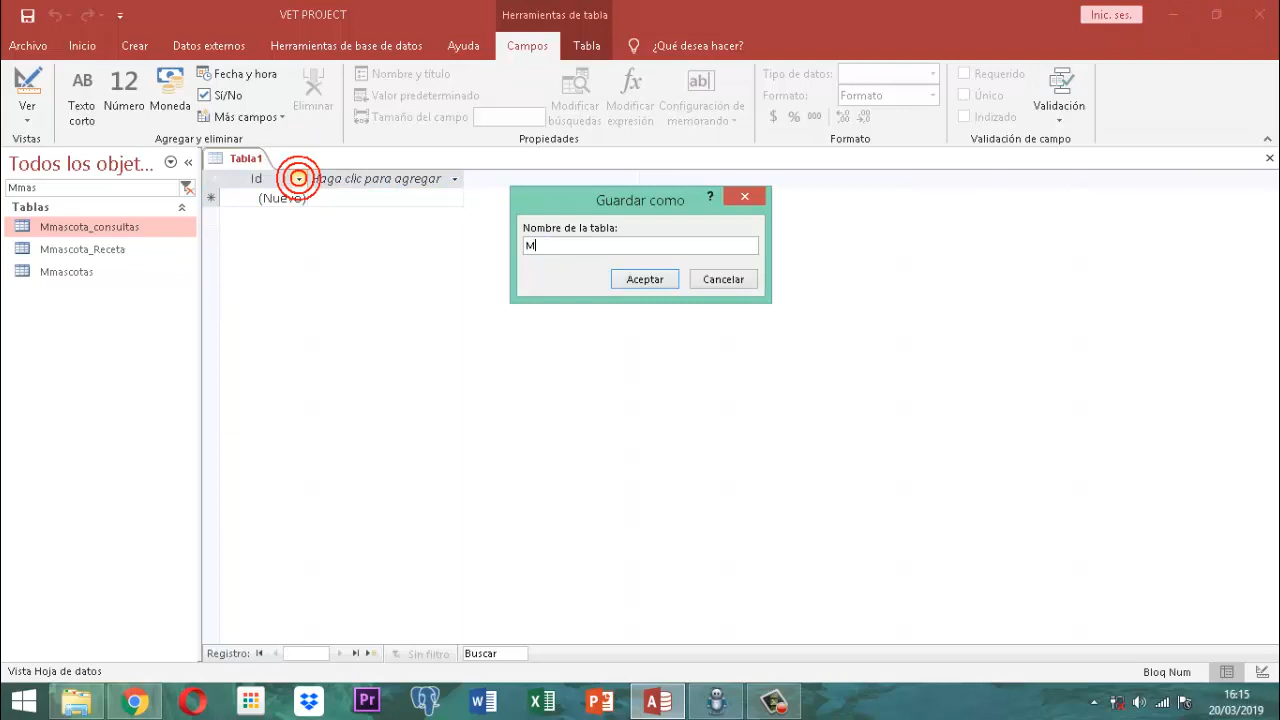 VET PROJECT
Herramientas de tabla
Inic. ses.
Archivo Inicio Crear Datos externos Herramientas de base de datos Ayuda Campos Tabla ¿Qué desea hacer?
Ver
Vistas
AB Texto corto
12 Número
Moneda
Fecha y hora
Sí/No
Más campos
Eliminar
Agregar y eliminar
Nombre y título
Valor predeterminado
Tamaño del campo
Modificar búsquedas
fx Modificar expresión
ab Configuración de memorando
Propiedades
Tipo de datos:
Formato: Formato
$ % 000
Formato
Requerido
Único
Indizado
Validación
Validación de campo
Todos los objet...
Mmas
Tablas
Mmascota_consultas
Mmascota_Receta
Mmascotas
Tabla1
Id Haga clic para agregar
(Nuevo)
Guardar como
Nombre de la tabla:
M
Aceptar Cancelar
Registro: Sin filtro Buscar
Vista Hoja de datos
Bloq Num
Pr
16:15
20/03/2019